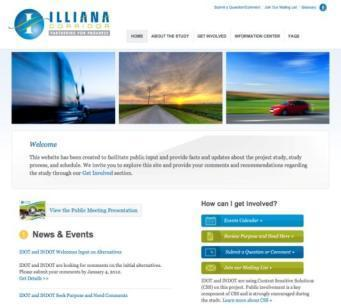 Submit a Question/Comment Join Our Mailing List Glossary
ILLIANA
CORRIDOR
PARTNERING FOR PROGRESS
HOME ABOUT THE STUDY GET INVOLVED INFORMATION CENTER FAQS
Welcome
This website has been created to facilitate public input and provide facts and updates about the project study, study
process, and schedule. We invite you to explore this site and provide your comments and recommendations regarding
the study through our Get Involved section.
View the Public Meeting Presentation
News & Events
IDOT and INDOT Welcomes Input on Alternatives
IDOT and INDOT are looking for comments on the initial alternatives.
Please submit your comments by January 4, 2012.
Get Details >>
IDOT and INDOT Seek Purpose and Need Comments
How can I get involved?
Events Calendar »
Review Purpose and Need Here »
Submit a Question or Comment »
Join our Mailing List »
IDOT and INDOT are using Context Sensitive Solutions
(CSS) on this project. Public involvement is a key
component of CSS and is strongly encouraged during
the study. Learn more about CSS >